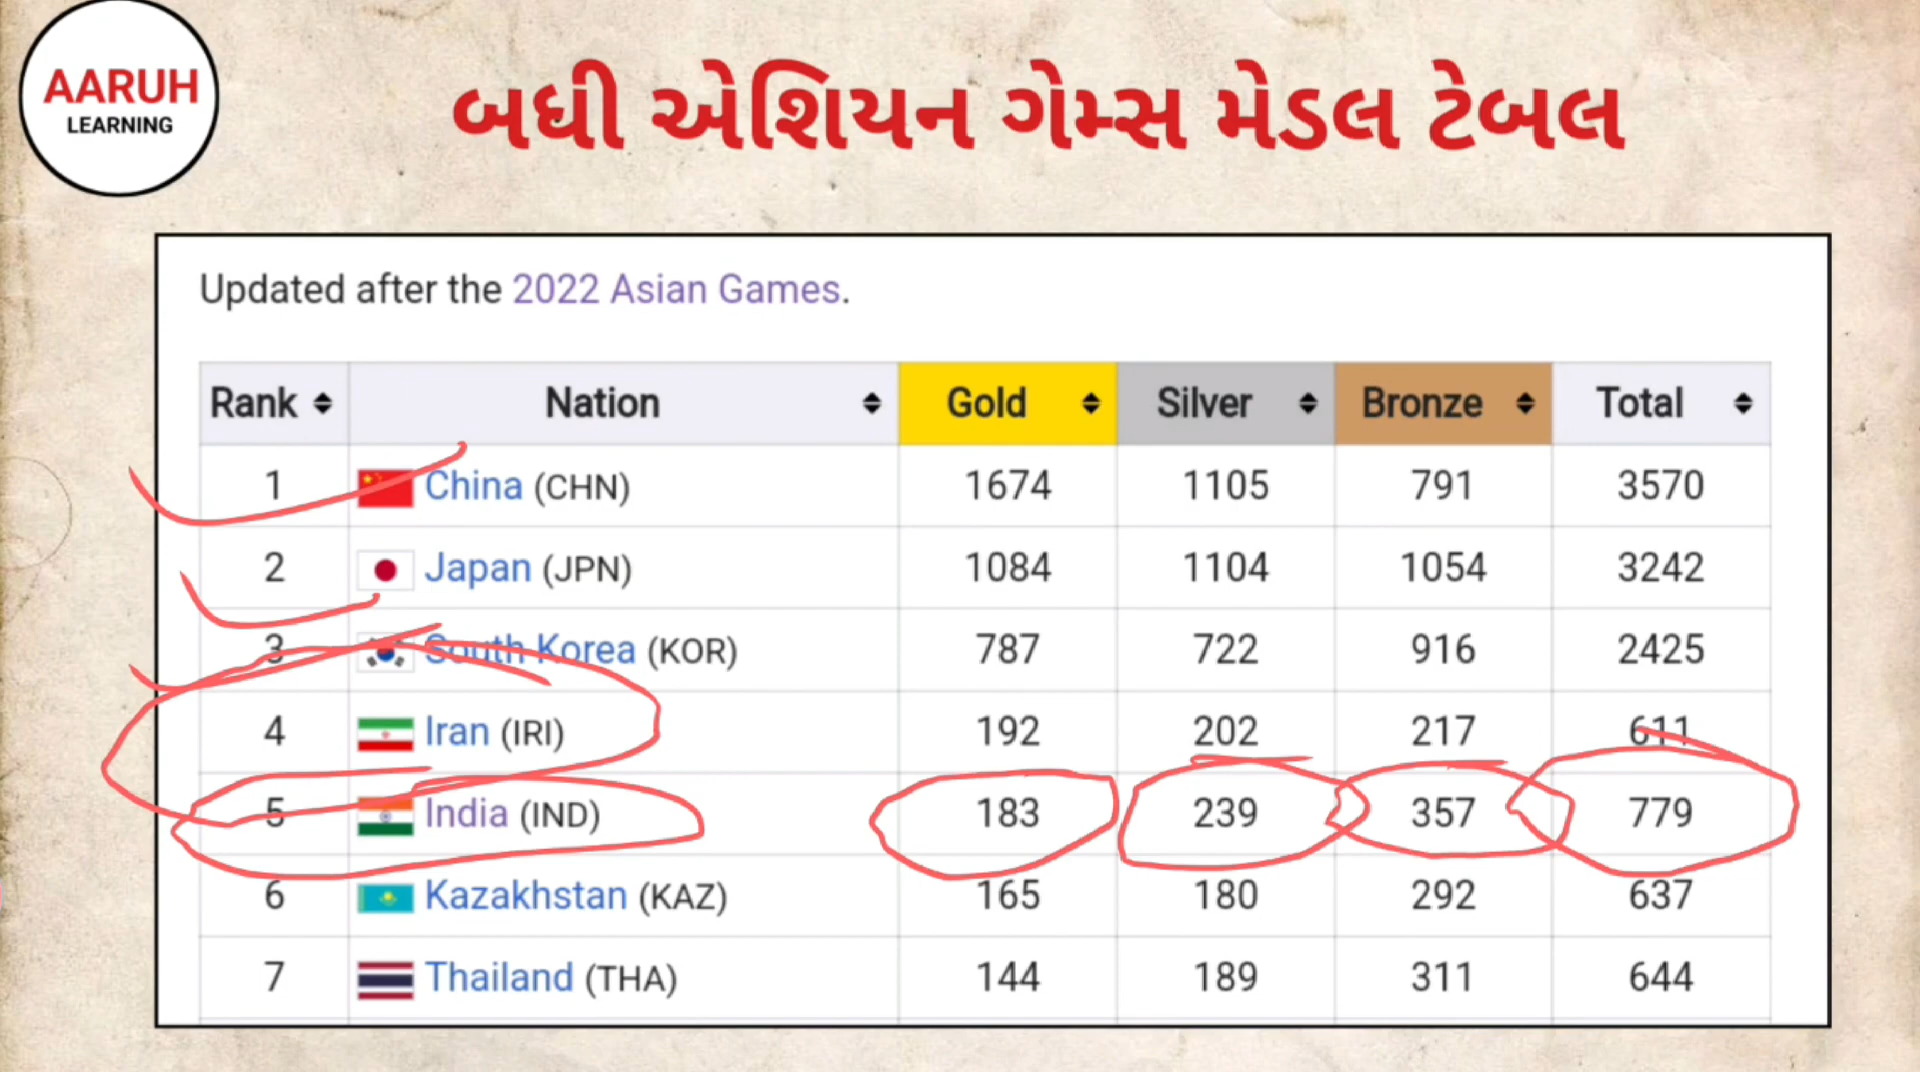 AARUH
LEARNING
બધી એશિયન ગેમ્સ મેડલ ટેબલ
Updated after the 2022 Asian Games.
Rank Nation Gold Silver Bronze Total
1 China (CHN) 1674 1105 791 3570
2 Japan (JPN) 1084 1104 1054 3242
3 South Korea (KOR) 787 722 916 2425
4 Iran (IRI) 192 202 217 611
5 India (IND) 183 239 357 779
6 Kazakhstan (KAZ) 165 180 292 637
7 Thailand (THA) 144 189 311 644